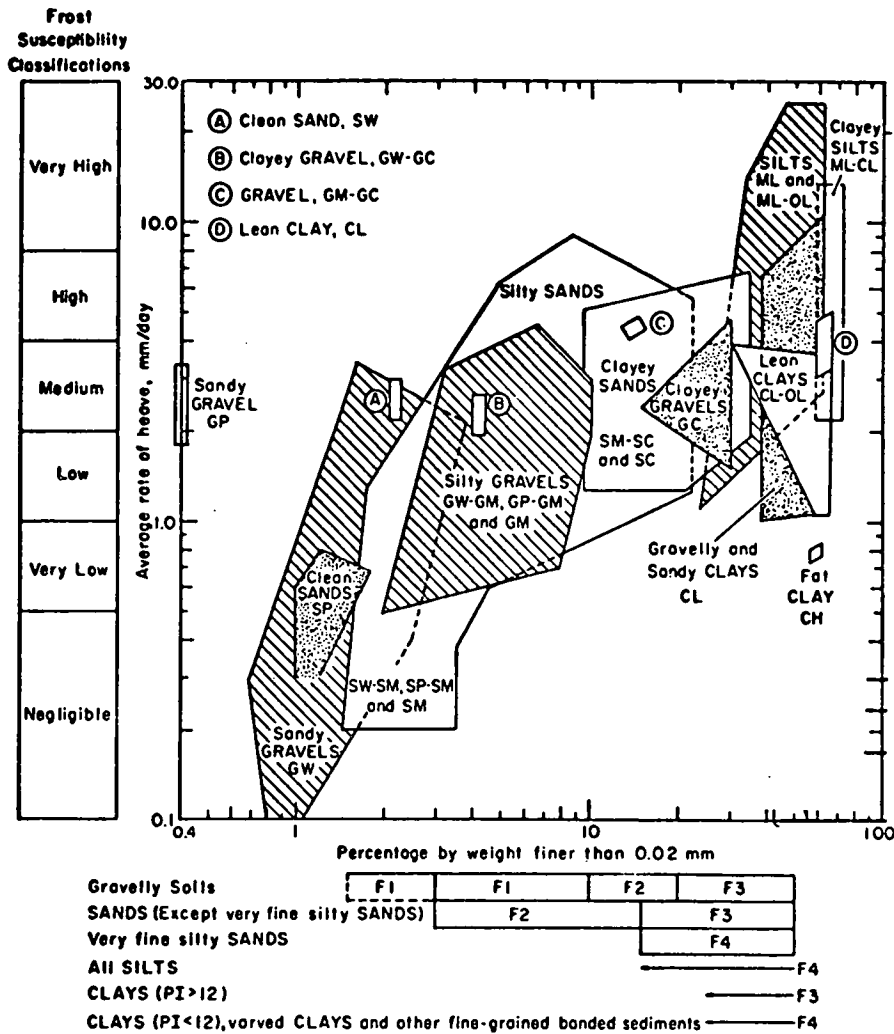 Frost
Susceptibility
Classifications
Very High
High
Medium
Low
Very Low
Negligible
Average rate of heave, mm/day
30.0
10.0
1.0
0.1
Ⓐ Clean SAND, SW
Ⓑ Clayey GRAVEL, GW-GC
Ⓒ GRAVEL, GM-GC
Ⓓ Lean CLAY, CL
Clayey
SILTS
ML-CL
SILTS
ML and
ML-OL
Silty SANDS
Ⓒ
Sandy
GRAVEL
GP
Ⓐ
Ⓑ
Clayey
SANDS
SM-SC
and SC
Clayey
GRAVELS
GC
Lean
CLAYS
CL-OL
Ⓓ
Silty GRAVELS
GW-GM, GP-GM
and GM
Clean
SANDS
SP
Gravelly and
Sandy CLAYS
CL
Fat
CLAY
CH
SW-SM, SP-SM
and SM
Sandy
GRAVELS
GW
0.4 1 10 100
Percentage by weight finer than 0.02 mm
Gravelly Soils F1 F1 F2 F3
SANDS (Except very fine silty SANDS) F2 F3
Very fine silty SANDS F4
All SILTS F4
CLAYS (PI>12) F3
CLAYS (PI<12), varved CLAYS and other fine-grained banded sediments F4